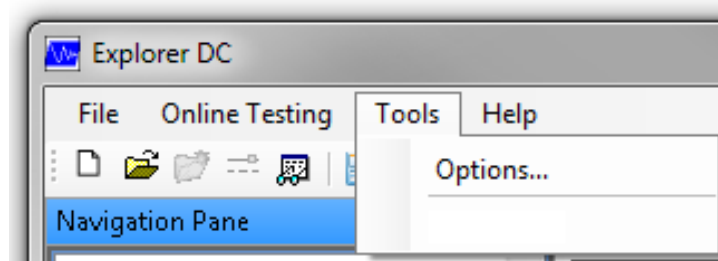 Explorer DC
File Online Testing Tools Help
Options...
Navigation Pane